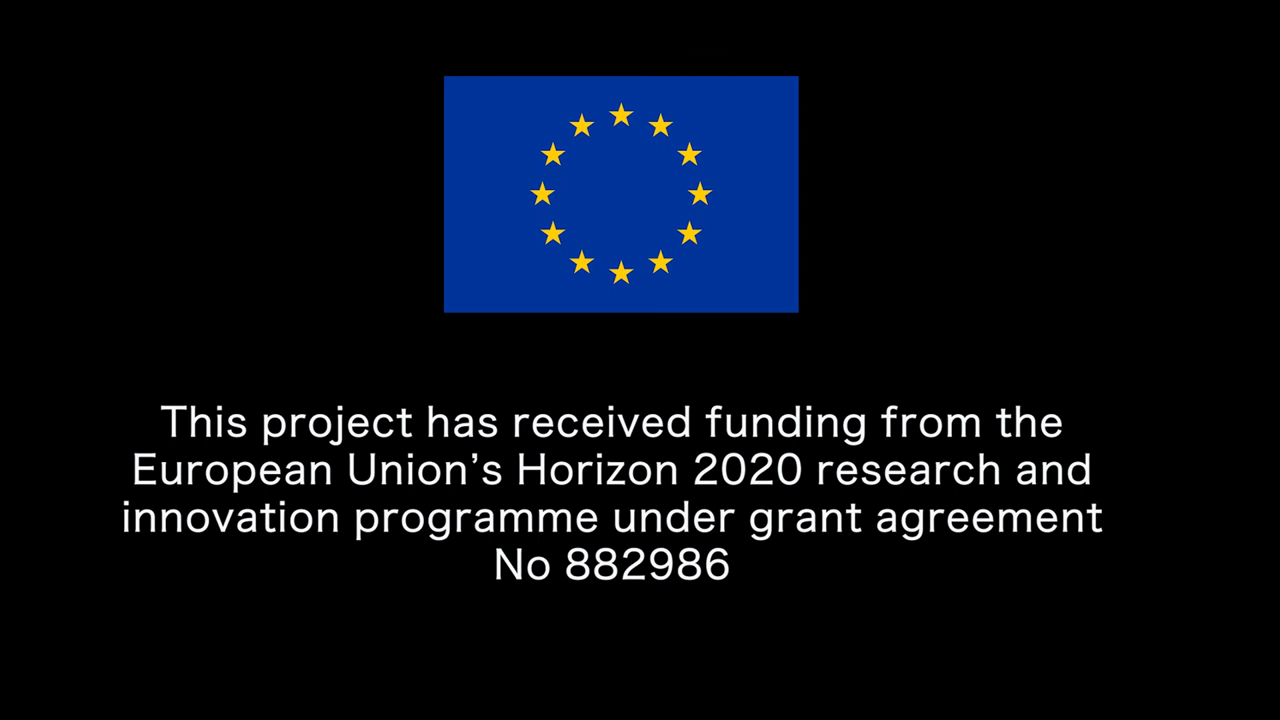 This project has received funding from the
European Union’s Horizon 2020 research and
innovation programme under grant agreement
No 882986